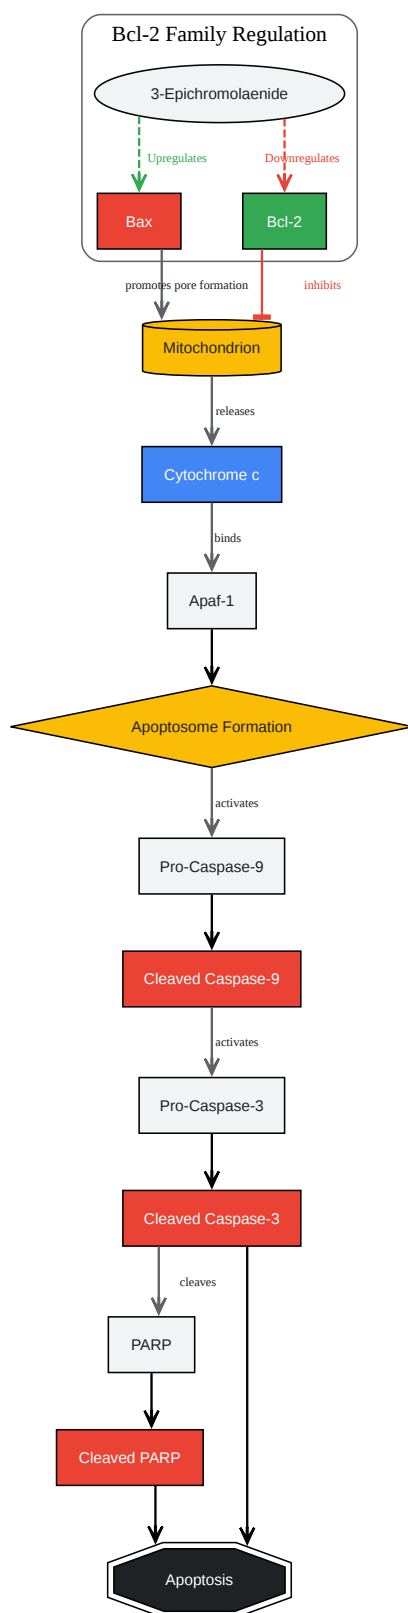 Bcl-2 Family Regulation
3-Epichromolaenide
Upregulates
Downregulates
Bax
Bcl-2
promotes pore formation
inhibits
Mitochondrion
releases
Cytochrome c
binds
Apaf-1
Apoptosome Formation
activates
Pro-Caspase-9
Cleaved Caspase-9
activates
Pro-Caspase-3
Cleaved Caspase-3
cleaves
PARP
Cleaved PARP
Apoptosis